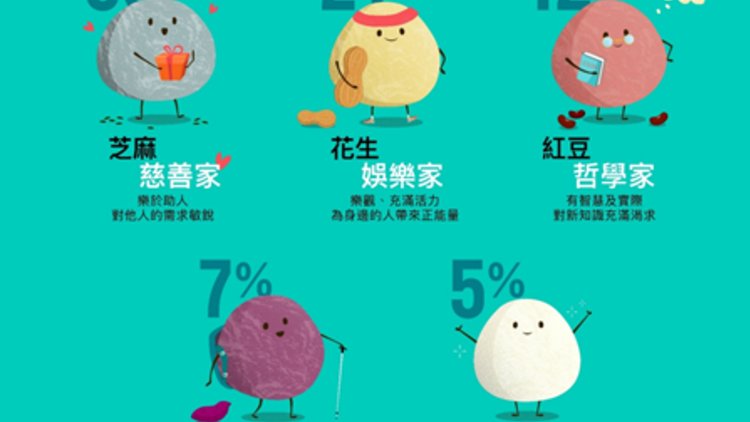 芝麻
慈善家
樂於助人
對他人的需求敏銳
花生
娛樂家
樂觀、充滿活力
為身邊的人帶來正能量
紅豆
哲學家
有智慧及實際
對新知識充滿渴求
7%
5%